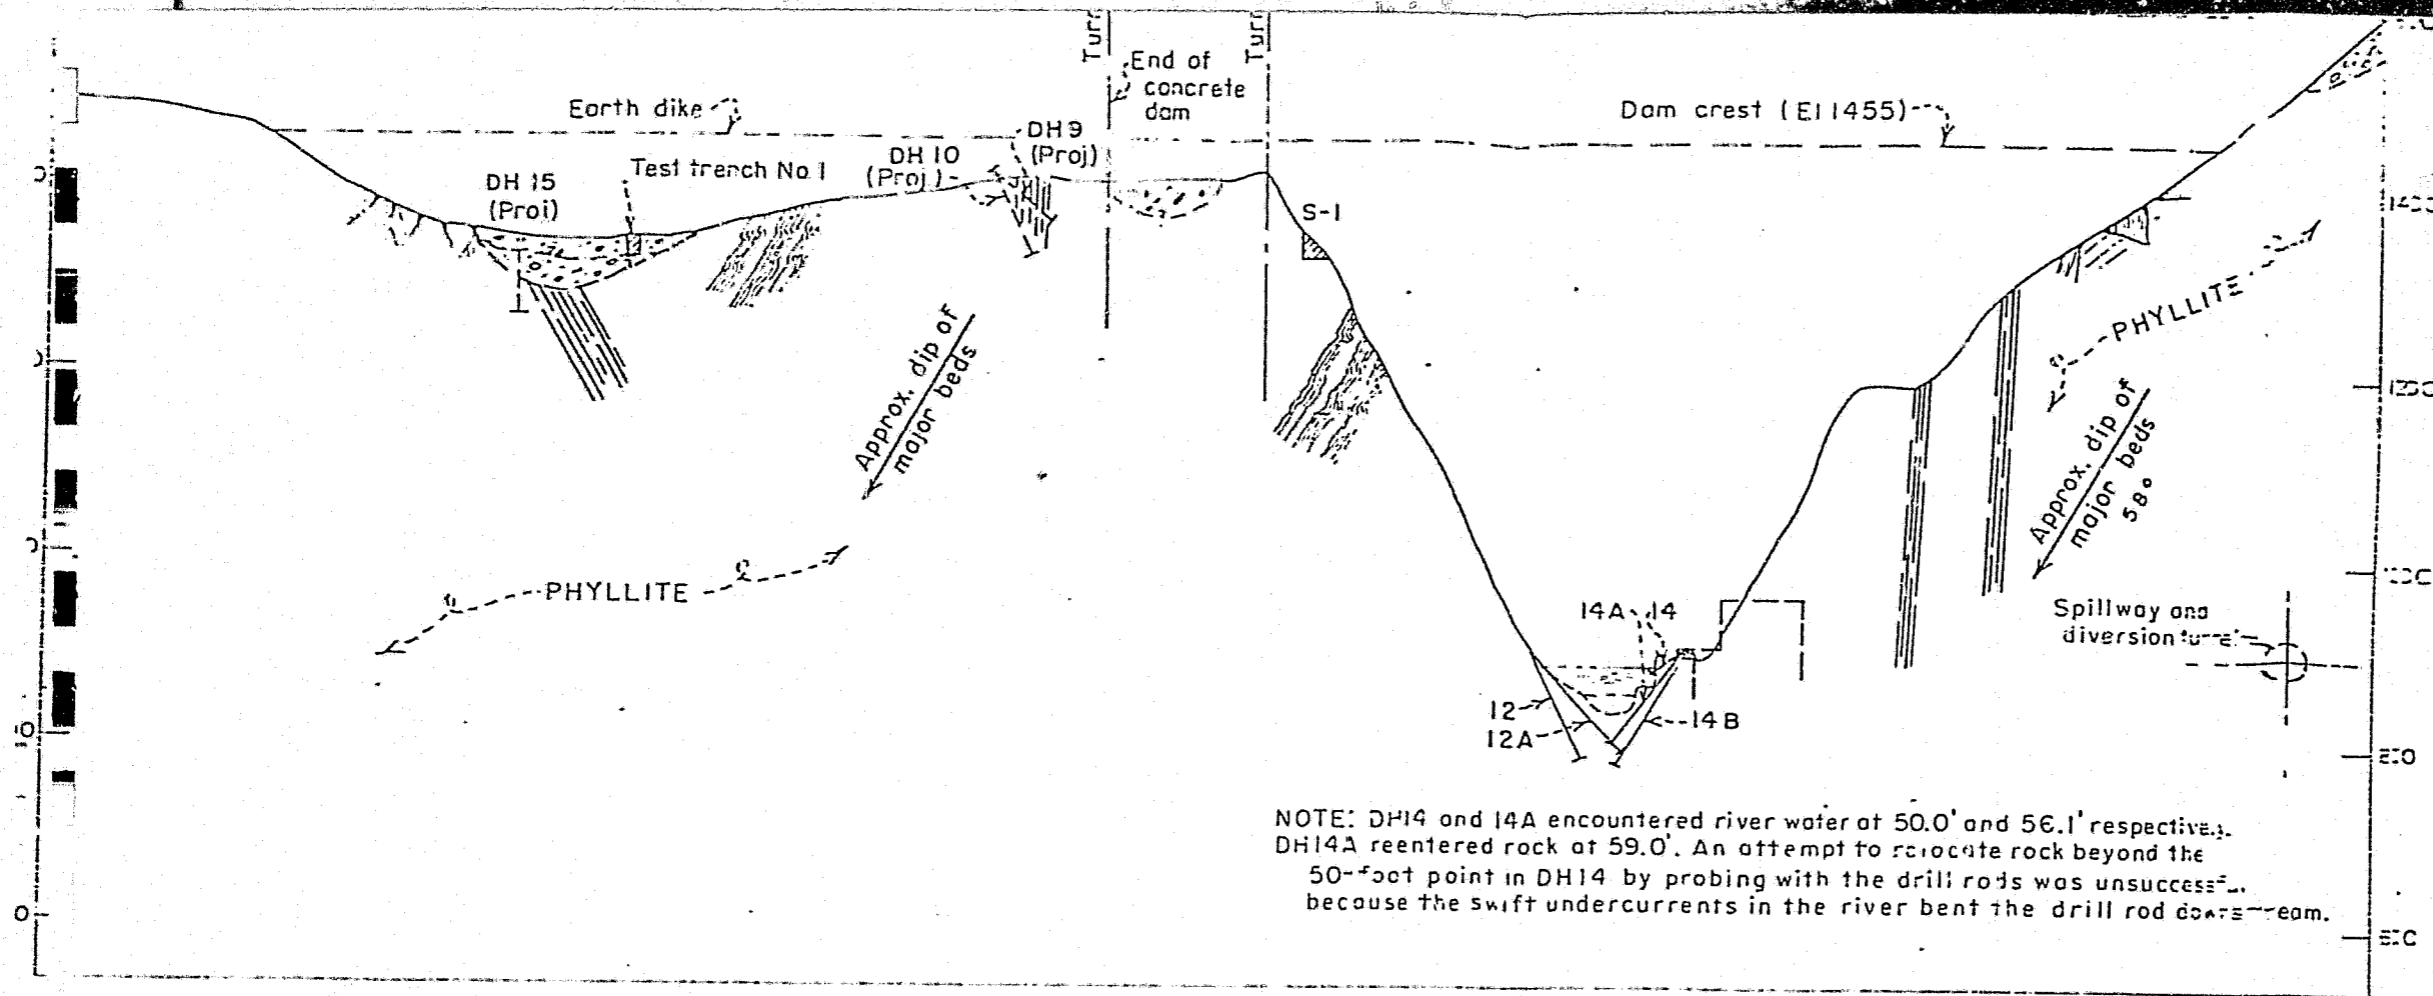 Turn
Turn
End of
concrete
dam
Earth dike
Dam crest (El 1455)
DH 9
(Proj)
DH 10
(Proj)
Test trench No 1
DH 15
(Proj)
S-1
Approx. dip of
major beds
PHYLLITE
PHYLLITE
Approx. dip of
major beds
58°
14A
14
Spillway and
diversion
12
12A
14B
NOTE: DH14 and 14A encountered river water at 50.0' and 56.1'
DH14A reentered rock at 59.0'. An attempt to relocate rock beyond the
50-foot point in DH14 by probing with the drill rods was
because the swift undercurrents in the river bent the drill rod